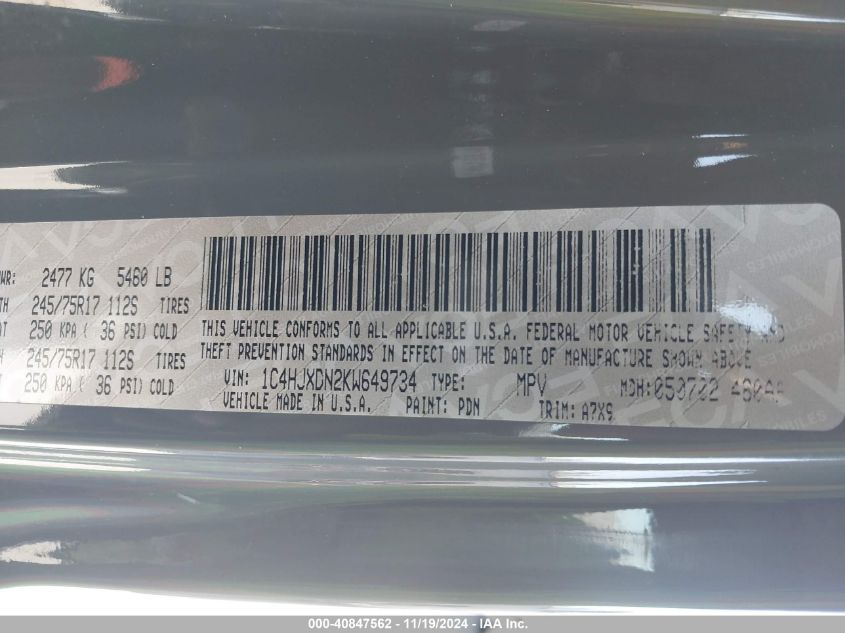 WR: 2477 KG 5460 LB
TH 245/75R17 112S TIRES
AT 250 KPA ( 36 PSI) COLD
H 245/75R17 112S TIRES
250 KPA ( 36 PSI) COLD
THIS VEHICLE CONFORMS TO ALL APPLICABLE U.S.A. FEDERAL MOTOR VEHICLE SAFETY AND
THEFT PREVENTION STANDARDS IN EFFECT ON THE DATE OF MANUFACTURE SHOWN ABOVE
VIN: 1C4HJXDN2KW649734 TYPE: MPV MDH:050702
VEHICLE MADE IN U.S.A. PAINT: PDN TRIM: A7X9
000-40847562 - 11/19/2024 - IAA Inc.